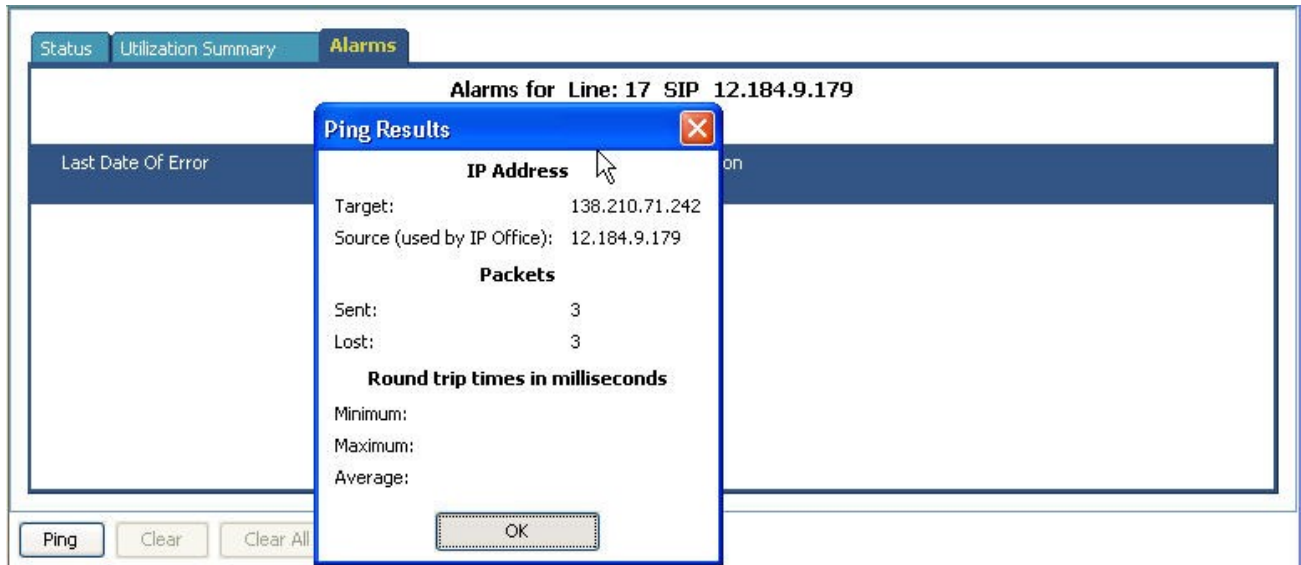 Status Utilization Summary Alarms
Alarms for Line: 17 SIP 12.184.9.179
Ping Results
Last Date Of Error
IP Address
Target: 138.210.71.242
Source (used by IP Office): 12.184.9.179
Packets
Sent: 3
Lost: 3
Round trip times in milliseconds
Minimum:
Maximum:
Average:
OK
Ping Clear Clear All